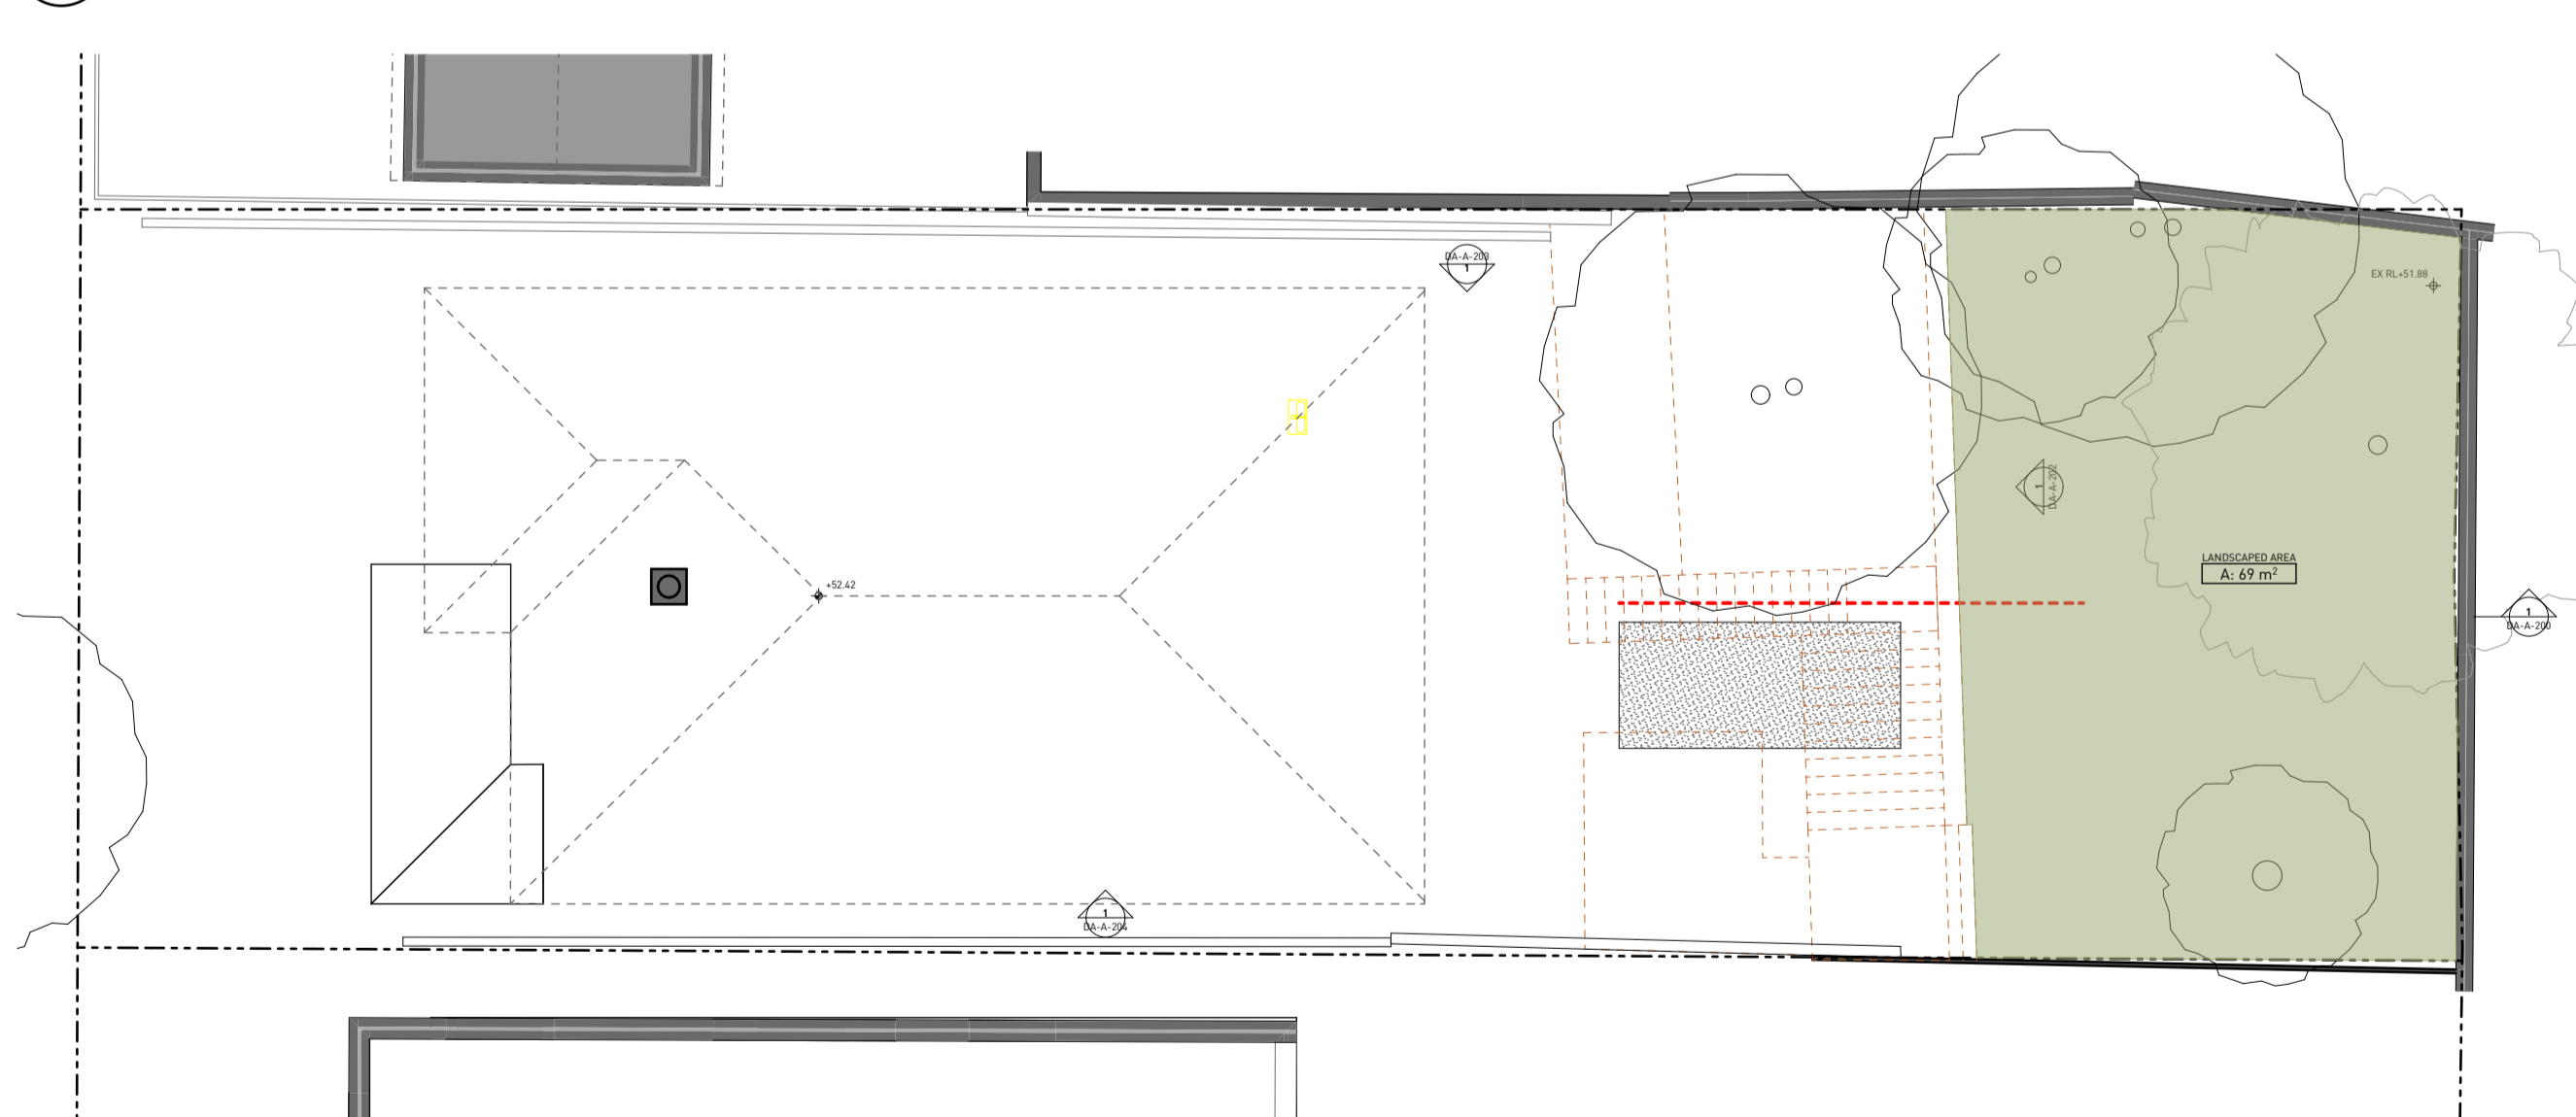 DA-A-203
1
EX RL+51.88
1
DA-A-202
LANDSCAPED AREA
A: 69 m²
+52.42
1
DA-A-200
1
DA-A-204